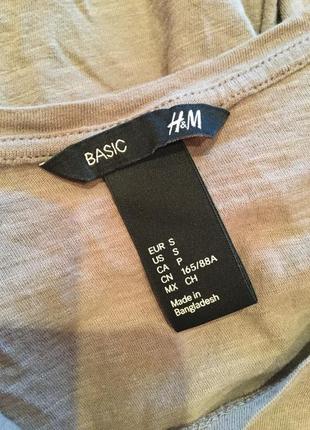 BASIC H&M
EUR S
US S
CA P
CN 165/88A
MX CH
Made in
Bangladesh